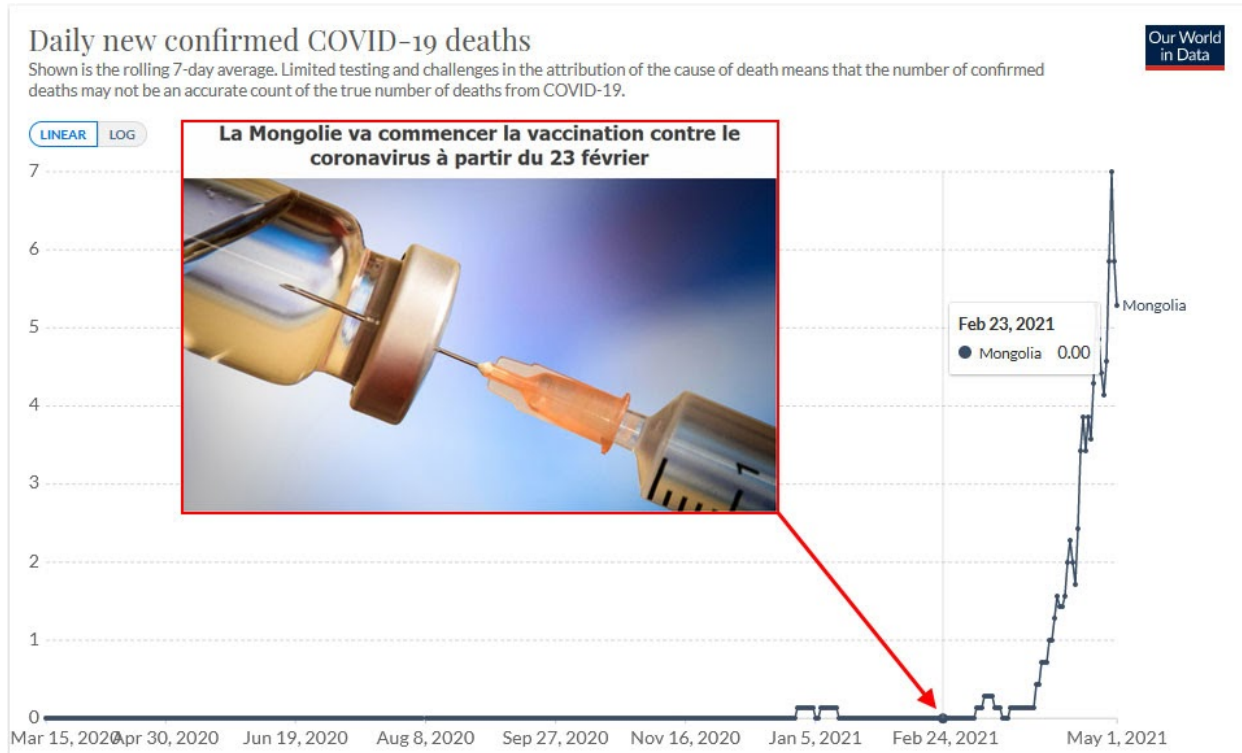 Daily new confirmed COVID-19 deaths
Our World
in Data
Shown is the rolling 7-day average. Limited testing and challenges in the attribution of the cause of death means that the number of confirmed
deaths may not be an accurate count of the true number of deaths from COVID-19.
LINEAR LOG
La Mongolie va commencer la vaccination contre le
coronavirus à partir du 23 février
7
6
5
4
3
2
1
0
1
Feb 23, 2021
Mongolia 0.00
Mongolia
Mar 15, 2020 Apr 30, 2020 Jun 19, 2020 Aug 8, 2020 Sep 27, 2020 Nov 16, 2020 Jan 5, 2021 Feb 24, 2021 May 1, 2021